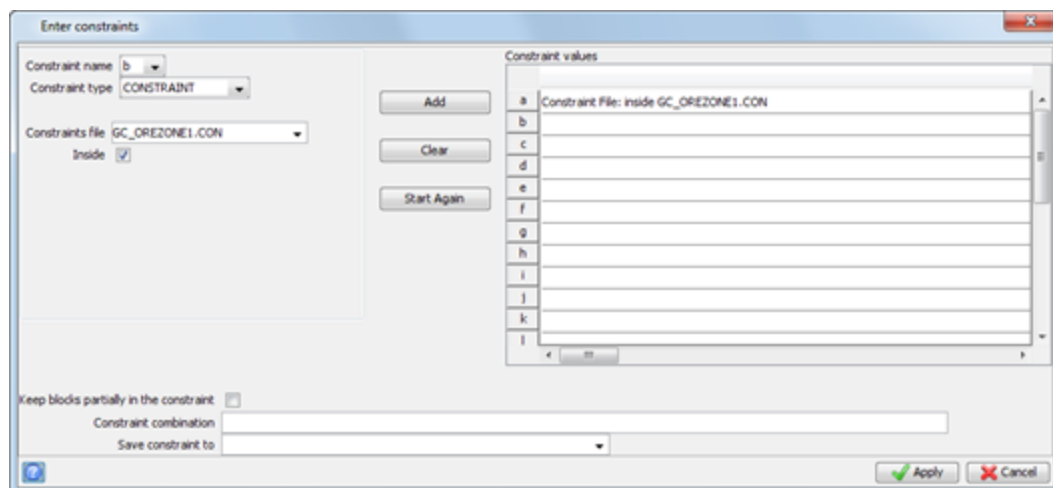 Enter constraints
Constraint name b
Constraint type CONSTRAINT
Constraints file GC_OREZONE1.CON
Inside
Add
Clear
Start Again
Constraint values
a Constraint File: inside GC_OREZONE1.CON
b
c
d
e
f
g
h
i
j
k
l
Keep blocks partially in the constraint
Constraint combination
Save constraint to
? Apply Cancel